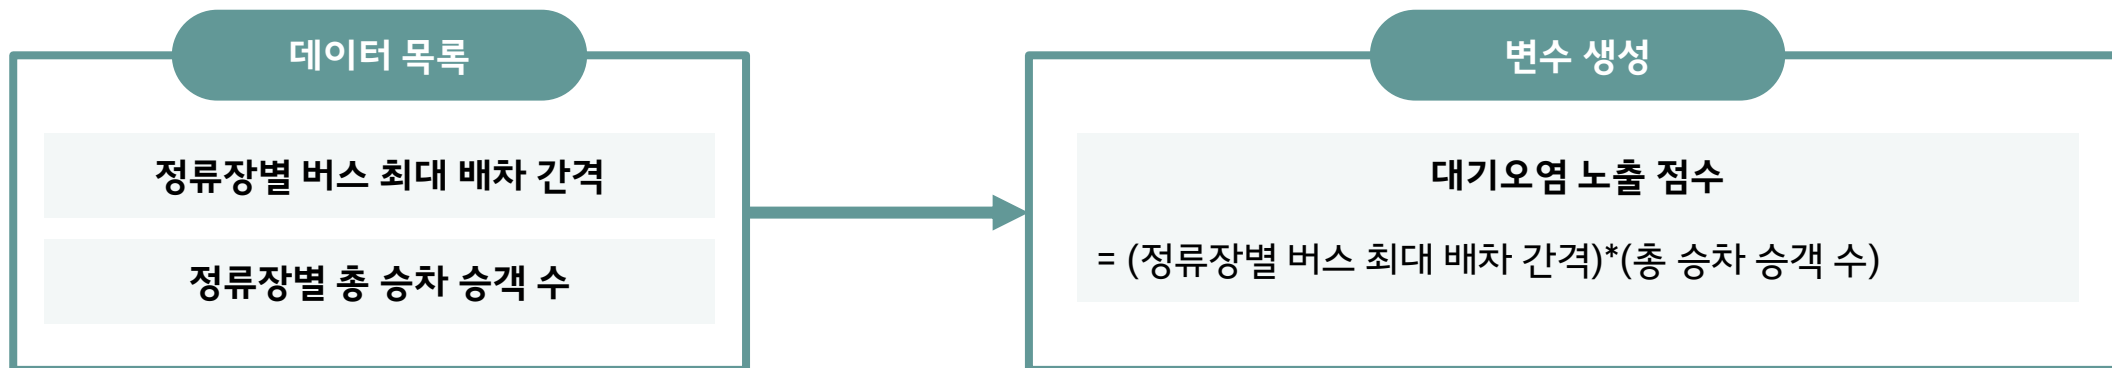 데이터 목록
정류장별 버스 최대 배차 간격
정류장별 총 승차 승객 수
변수 생성
대기오염 노출 점수
= (정류장별 버스 최대 배차 간격)*(총 승차 승객 수)